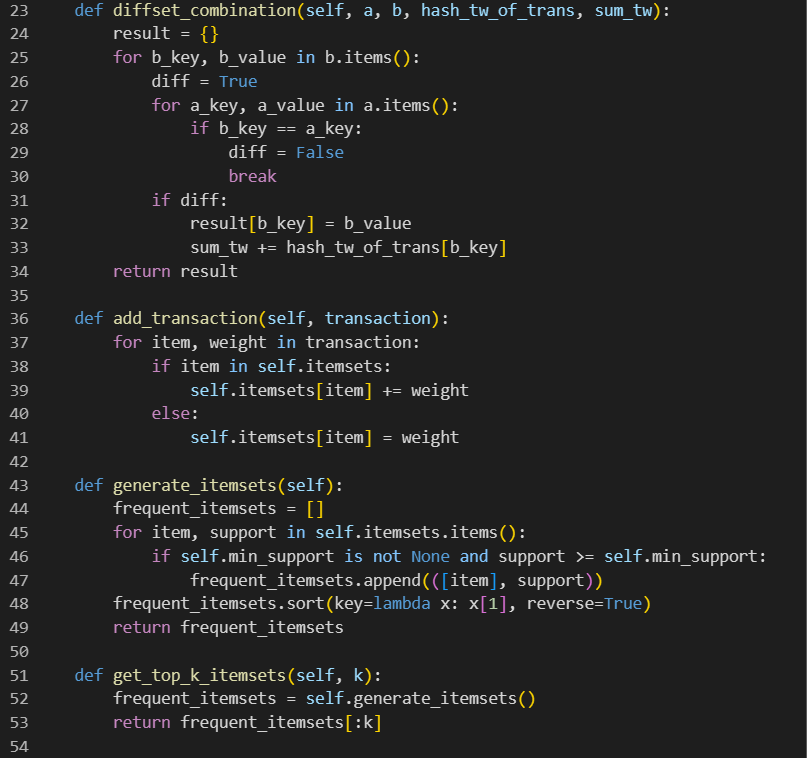 23    def diffset_combination(self, a, b, hash_tw_of_trans, sum_tw):
24        result = {}
25        for b_key, b_value in b.items():
26            diff = True
27            for a_key, a_value in a.items():
28                if b_key == a_key:
29                    diff = False
30                    break
31            if diff:
32                result[b_key] = b_value
33                sum_tw += hash_tw_of_trans[b_key]
34        return result
35
36    def add_transaction(self, transaction):
37        for item, weight in transaction:
38            if item in self.itemsets:
39                self.itemsets[item] += weight
40            else:
41                self.itemsets[item] = weight
42
43    def generate_itemsets(self):
44        frequent_itemsets = []
45        for item, support in self.itemsets.items():
46            if self.min_support is not None and support >= self.min_support:
47                frequent_itemsets.append(([item], support))
48        frequent_itemsets.sort(key=lambda x: x[1], reverse=True)
49        return frequent_itemsets
50
51    def get_top_k_itemsets(self, k):
52        frequent_itemsets = self.generate_itemsets()
53        return frequent_itemsets[:k]
54